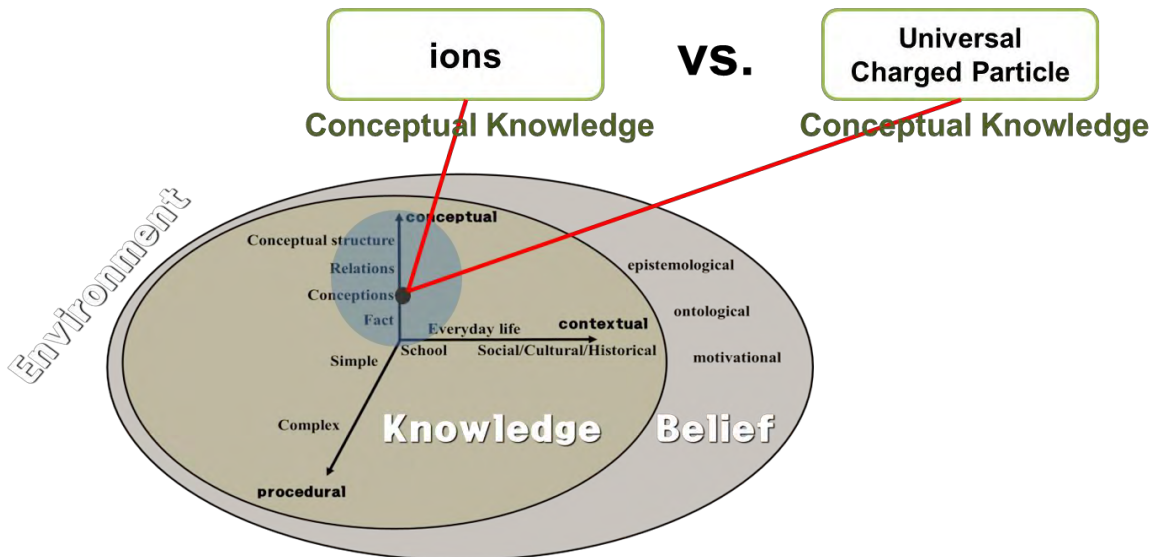 ions
vs.
Universal
Charged Particle
Conceptual Knowledge
Conceptual Knowledge
Environment
conceptual
Conceptual structure
Relations
Conceptions
Fact
epistemological
ontological
motivational
Everyday life
contextual
School
Social/Cultural/Historical
Simple
Complex
Knowledge
Belief
procedural